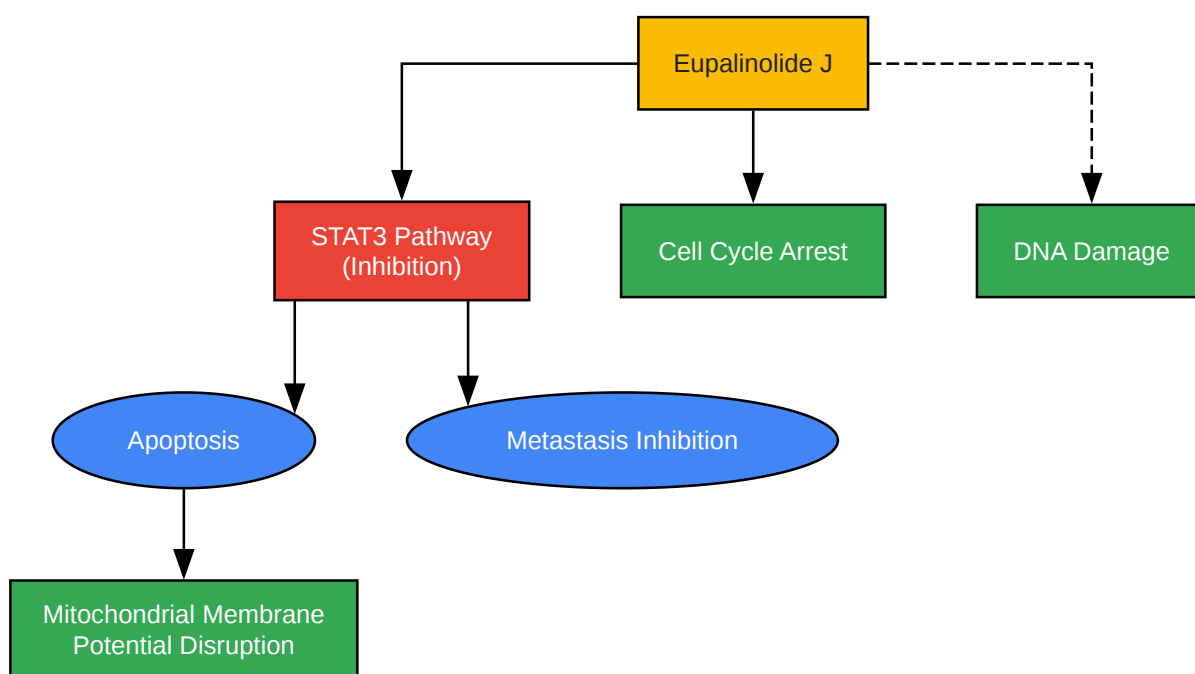 Eupalinolide J
STAT3 Pathway
(Inhibition)
Cell Cycle Arrest
DNA Damage
Apoptosis
Metastasis Inhibition
Mitochondrial Membrane
Potential Disruption